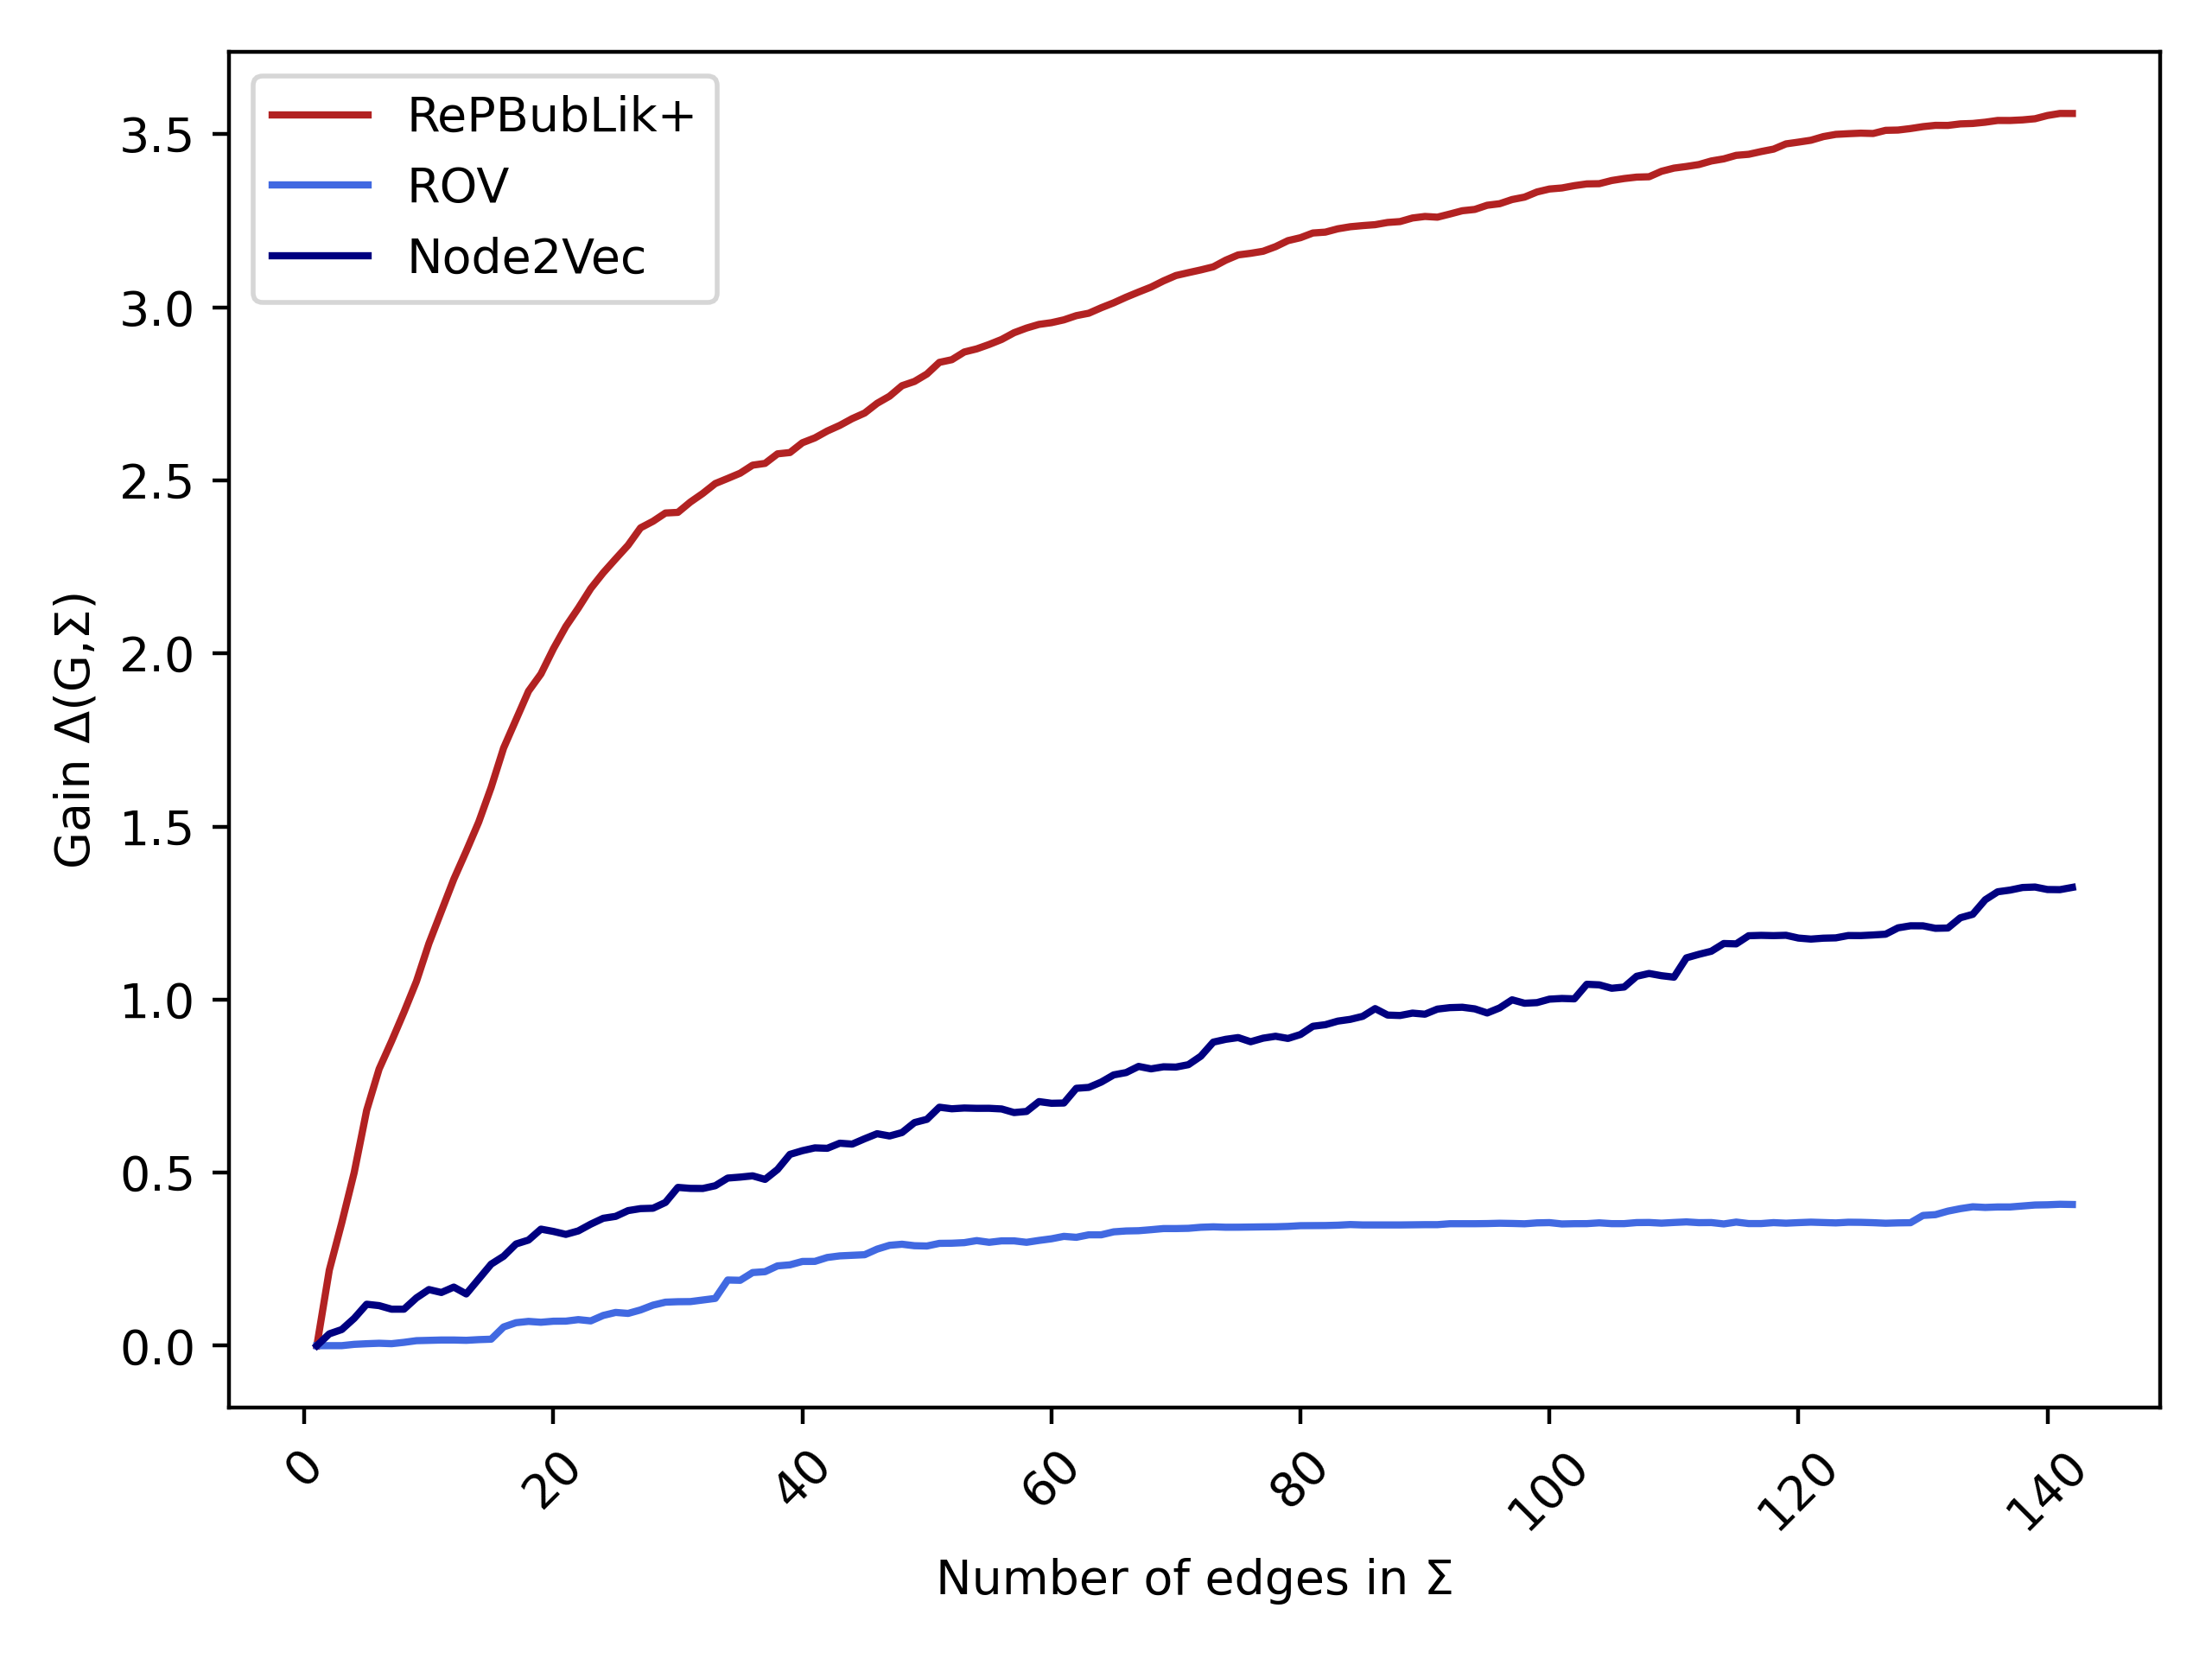 RePBubLik+
ROV
Node2Vec
3.5
3.0
2.5
2.0
1.5
1.0
0.5
0.0
Gain Δ(G,Σ)
0 20 40 60 80 100 120 140
Number of edges in Σ